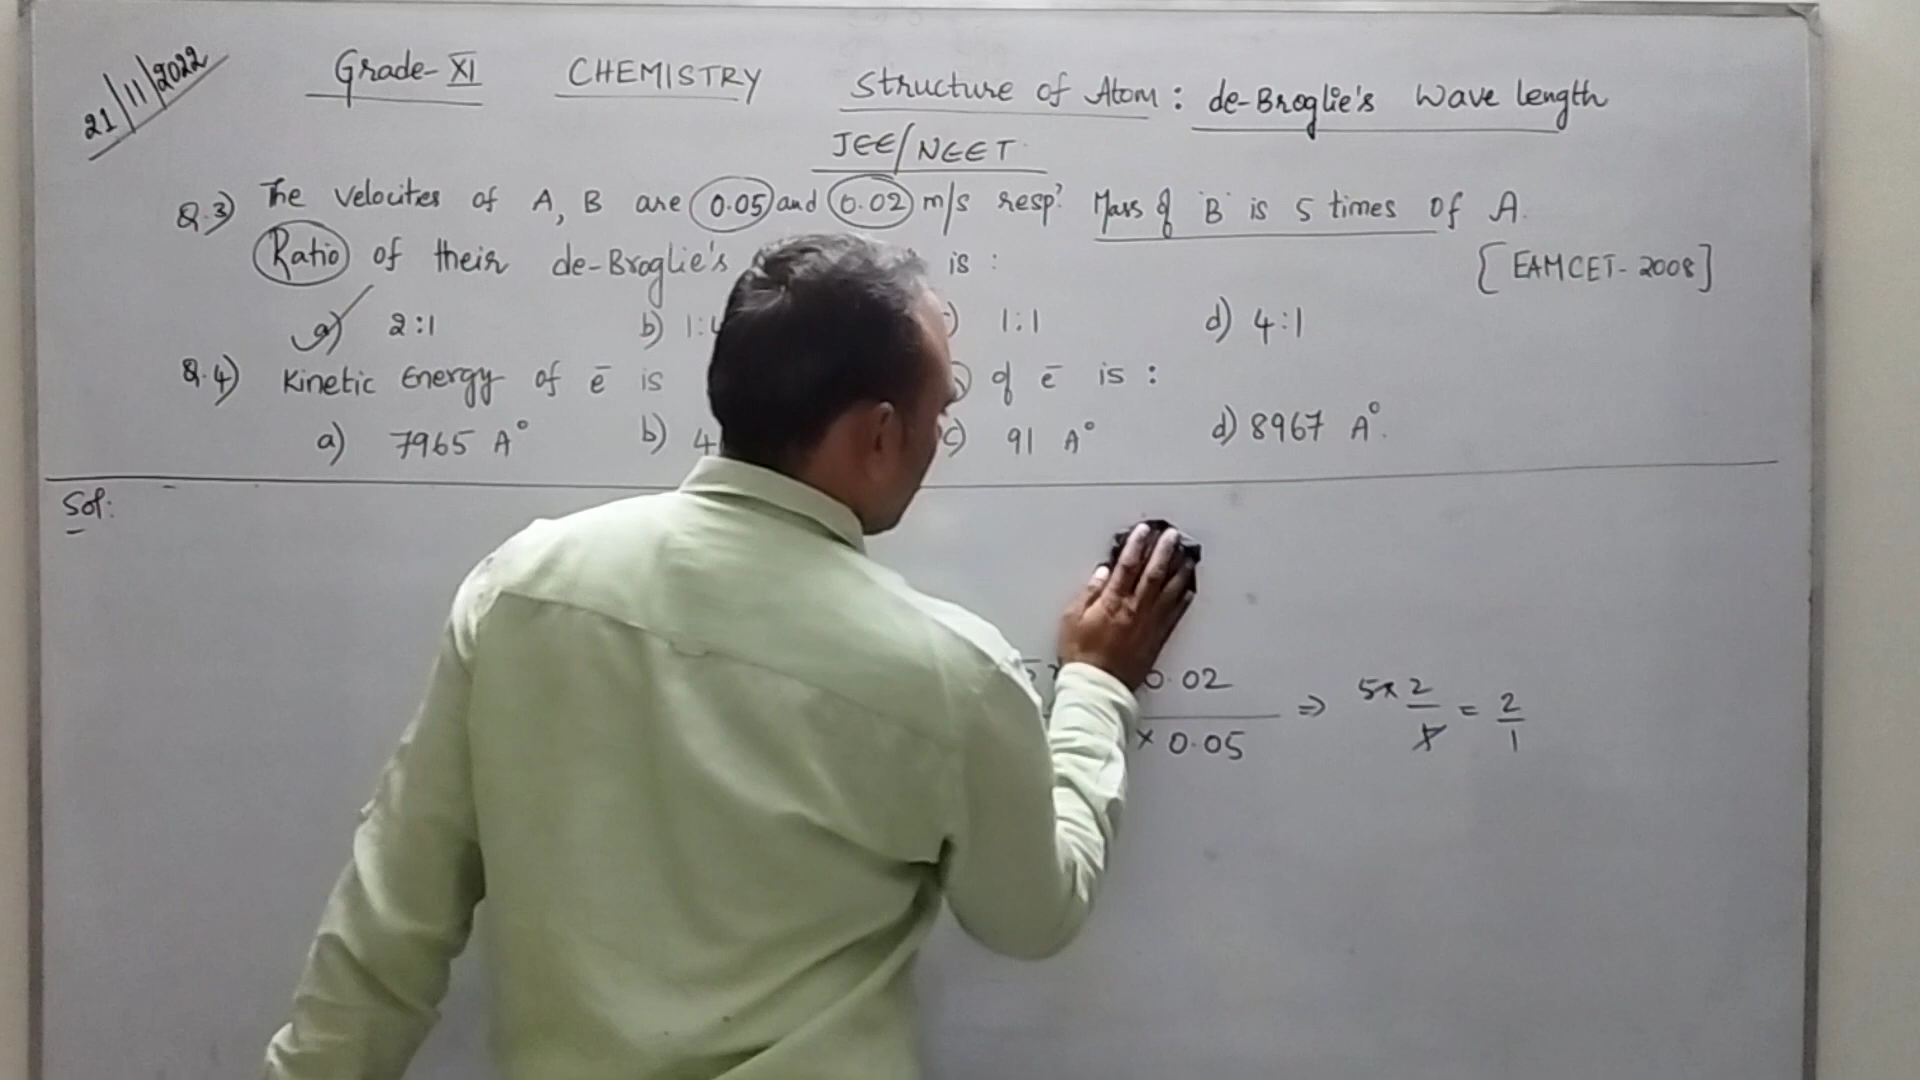 21/11/2022
Grade-XI CHEMISTRY Structure of Atom: de-Broglie's Wave length
JEE/NEET
Q.3) The velocities of A, B are 0.05 and 0.02 m/s resp? Mass of 'B' is 5 times of A.
Ratio of their de-Broglie's is :
[EAMCET-2008]
a) 2:1 b) 1: 1:1 d) 4:1
Q.4) Kinetic Energy of ē is of ē is :
a) 7965 A° b) 4 c) 91 A° d) 8967 A°.
Sol:
0.02 ⇒ 5x 2 = 2
x 0.05 5 1